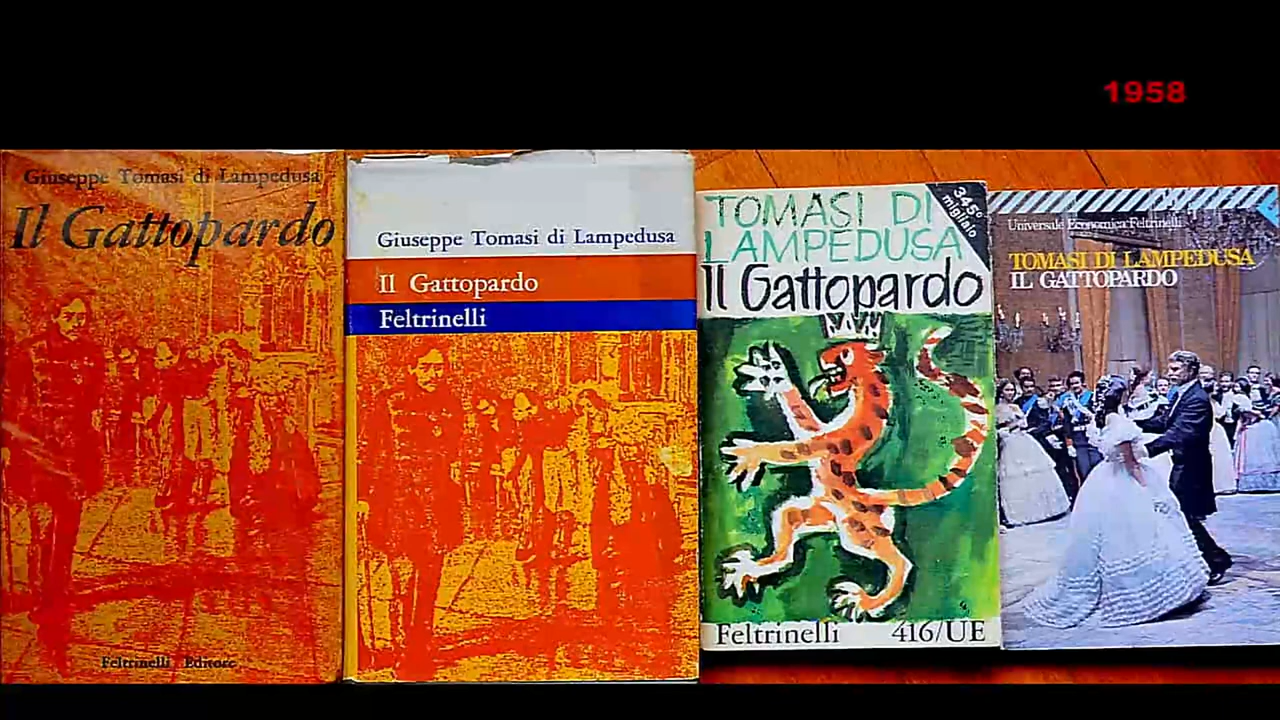 1958
Giuseppe Tomasi di Lampedusa
Il Gattopardo
Feltrinelli Editore
Giuseppe Tomasi di Lampedusa
Il Gattopardo
Feltrinelli
TOMASI DI
LAMPEDUSA
Il Gattopardo
345°
migliaio
Feltrinelli 416/UE
Universale Economica Feltrinelli
TOMASI DI LAMPEDUSA
IL GATTOPARDO